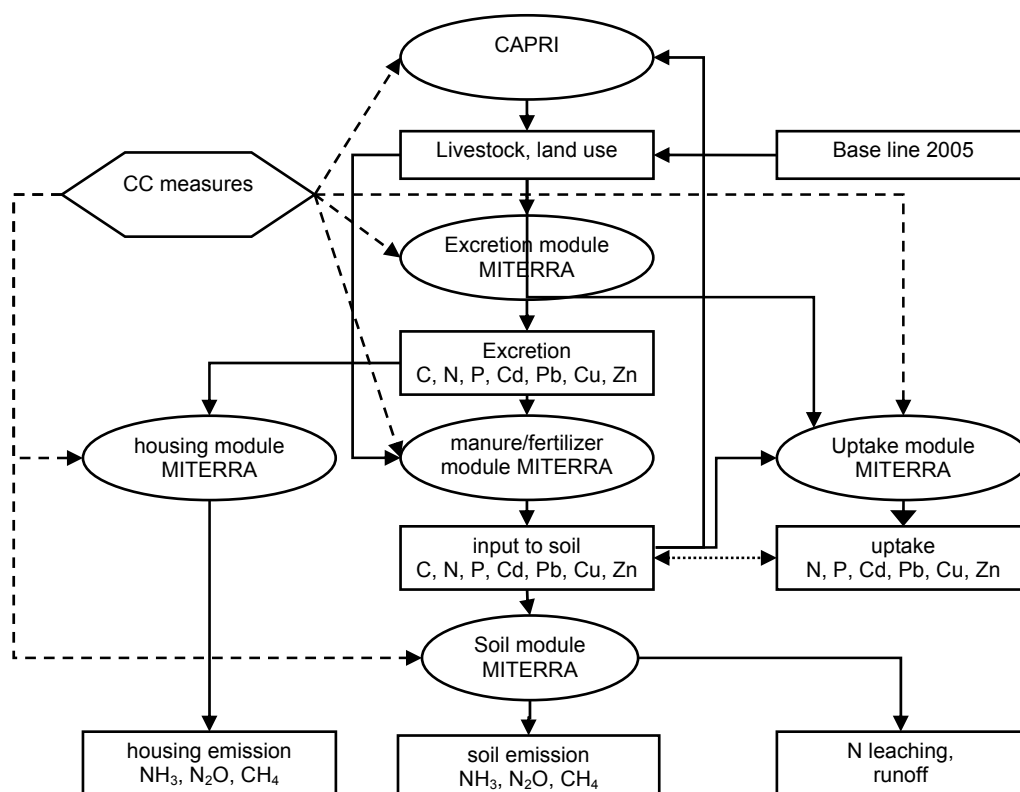 CAPRI
Livestock, land use
Base line 2005
CC measures
Excretion module
MITERRA
Excretion
C, N, P, Cd, Pb, Cu, Zn
housing module
MITERRA
manure/fertilizer
module MITERRA
Uptake module
MITERRA
input to soil
C, N, P, Cd, Pb, Cu, Zn
uptake
N, P, Cd, Pb, Cu, Zn
Soil module
MITERRA
housing emission
NH₃, N₂O, CH₄
soil emission
NH₃, N₂O, CH₄
N leaching,
runoff